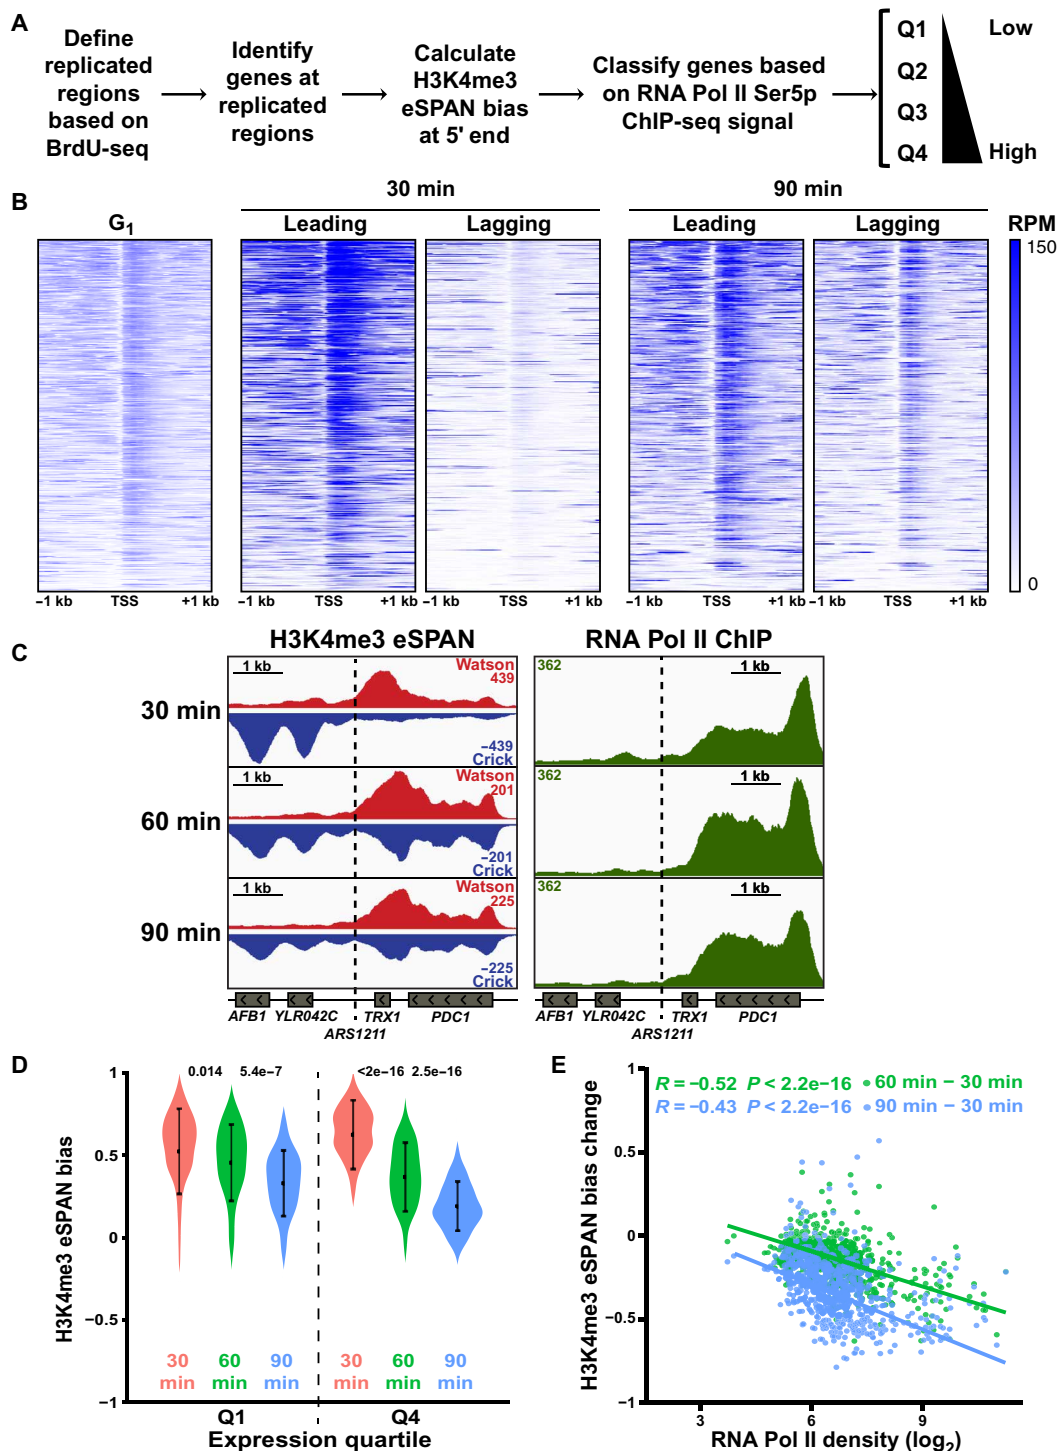 A
Define
replicated
regions
based on
BrdU-seq
Identify
genes at
replicated
regions
Calculate
H3K4me3
eSPAN bias
at 5' end
Classify genes based
on RNA Pol II Ser5p
ChIP-seq signal
Q1
Q2
Q3
Q4
Low
High
B
30 min
90 min
G1
Leading
Lagging
Leading
Lagging
RPM
150
0
−1 kb TSS +1 kb
−1 kb TSS +1 kb
−1 kb TSS +1 kb
−1 kb TSS +1 kb
−1 kb TSS +1 kb
C
H3K4me3 eSPAN
RNA Pol II ChIP
30 min
1 kb
Watson
439
−439
Crick
362
1 kb
60 min
1 kb
Watson
201
−201
Crick
362
1 kb
90 min
1 kb
Watson
225
−225
Crick
362
1 kb
AFB1 YLR042C TRX1 PDC1
ARS1211
AFB1 YLR042C TRX1 PDC1
ARS1211
D
H3K4me3 eSPAN bias
1
0.5
0
−0.5
−1
0.014 5.4e−7
<2e−16 2.5e−16
30 min
60 min
90 min
30 min
60 min
90 min
Q1
Q4
Expression quartile
E
H3K4me3 eSPAN bias change
1
0.5
0
−0.5
−1
R = −0.52 P < 2.2e−16 60 min − 30 min
R = −0.43 P < 2.2e−16 90 min − 30 min
3 6 9
RNA Pol II density (log2)